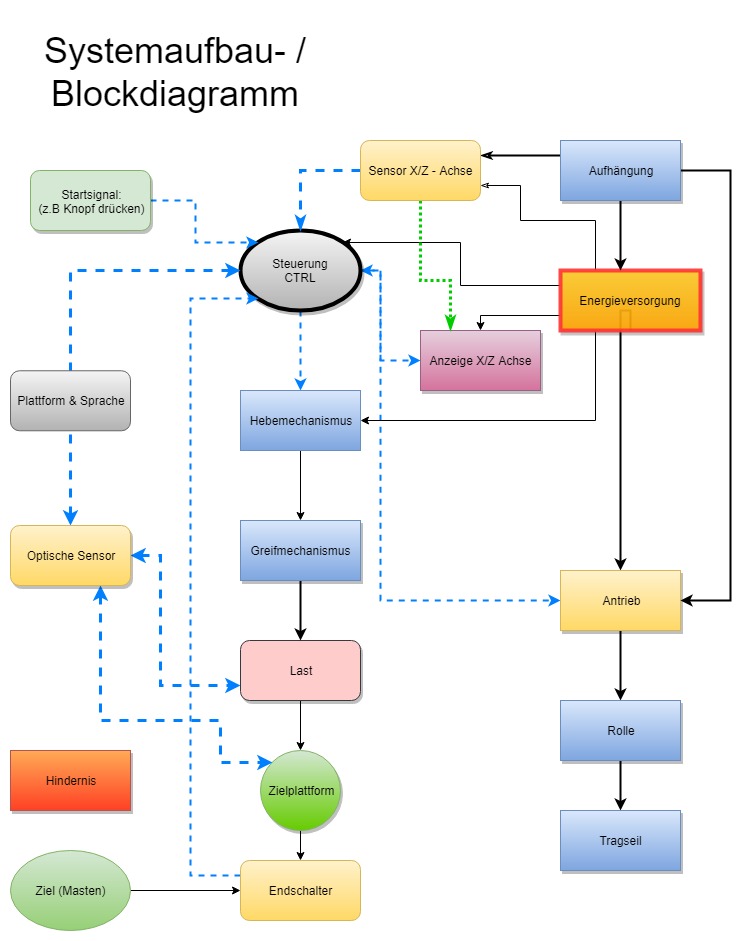 Systemaufbau- /
Blockdiagramm
Sensor X/Z - Achse
Aufhängung
Startsignal:
(z.B Knopf drücken)
Steuerung
CTRL
Energieversorgung
Anzeige X/Z Achse
Plattform & Sprache
Hebemechanismus
Optische Sensor
Greifmechanismus
Antrieb
Last
Rolle
Hindernis
Zielplattform
Tragseil
Ziel (Masten)
Endschalter